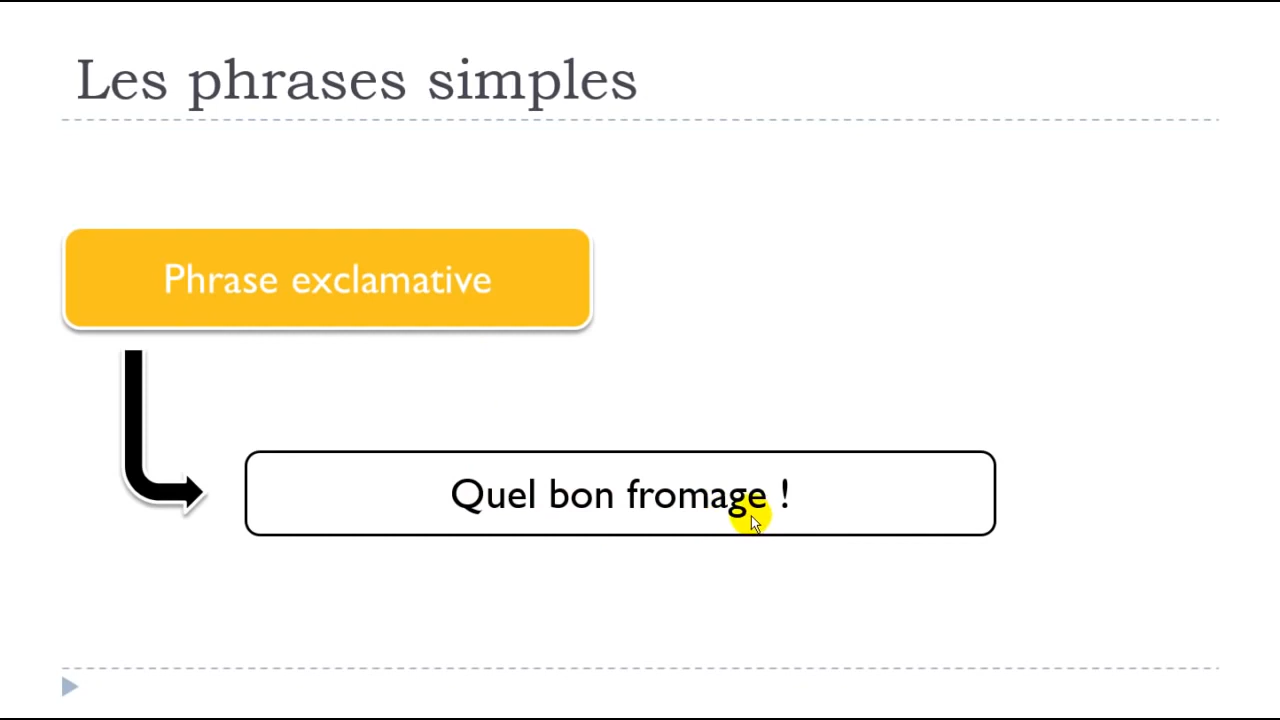 Les phrases simples
Phrase exclamative
Quel bon fromage !